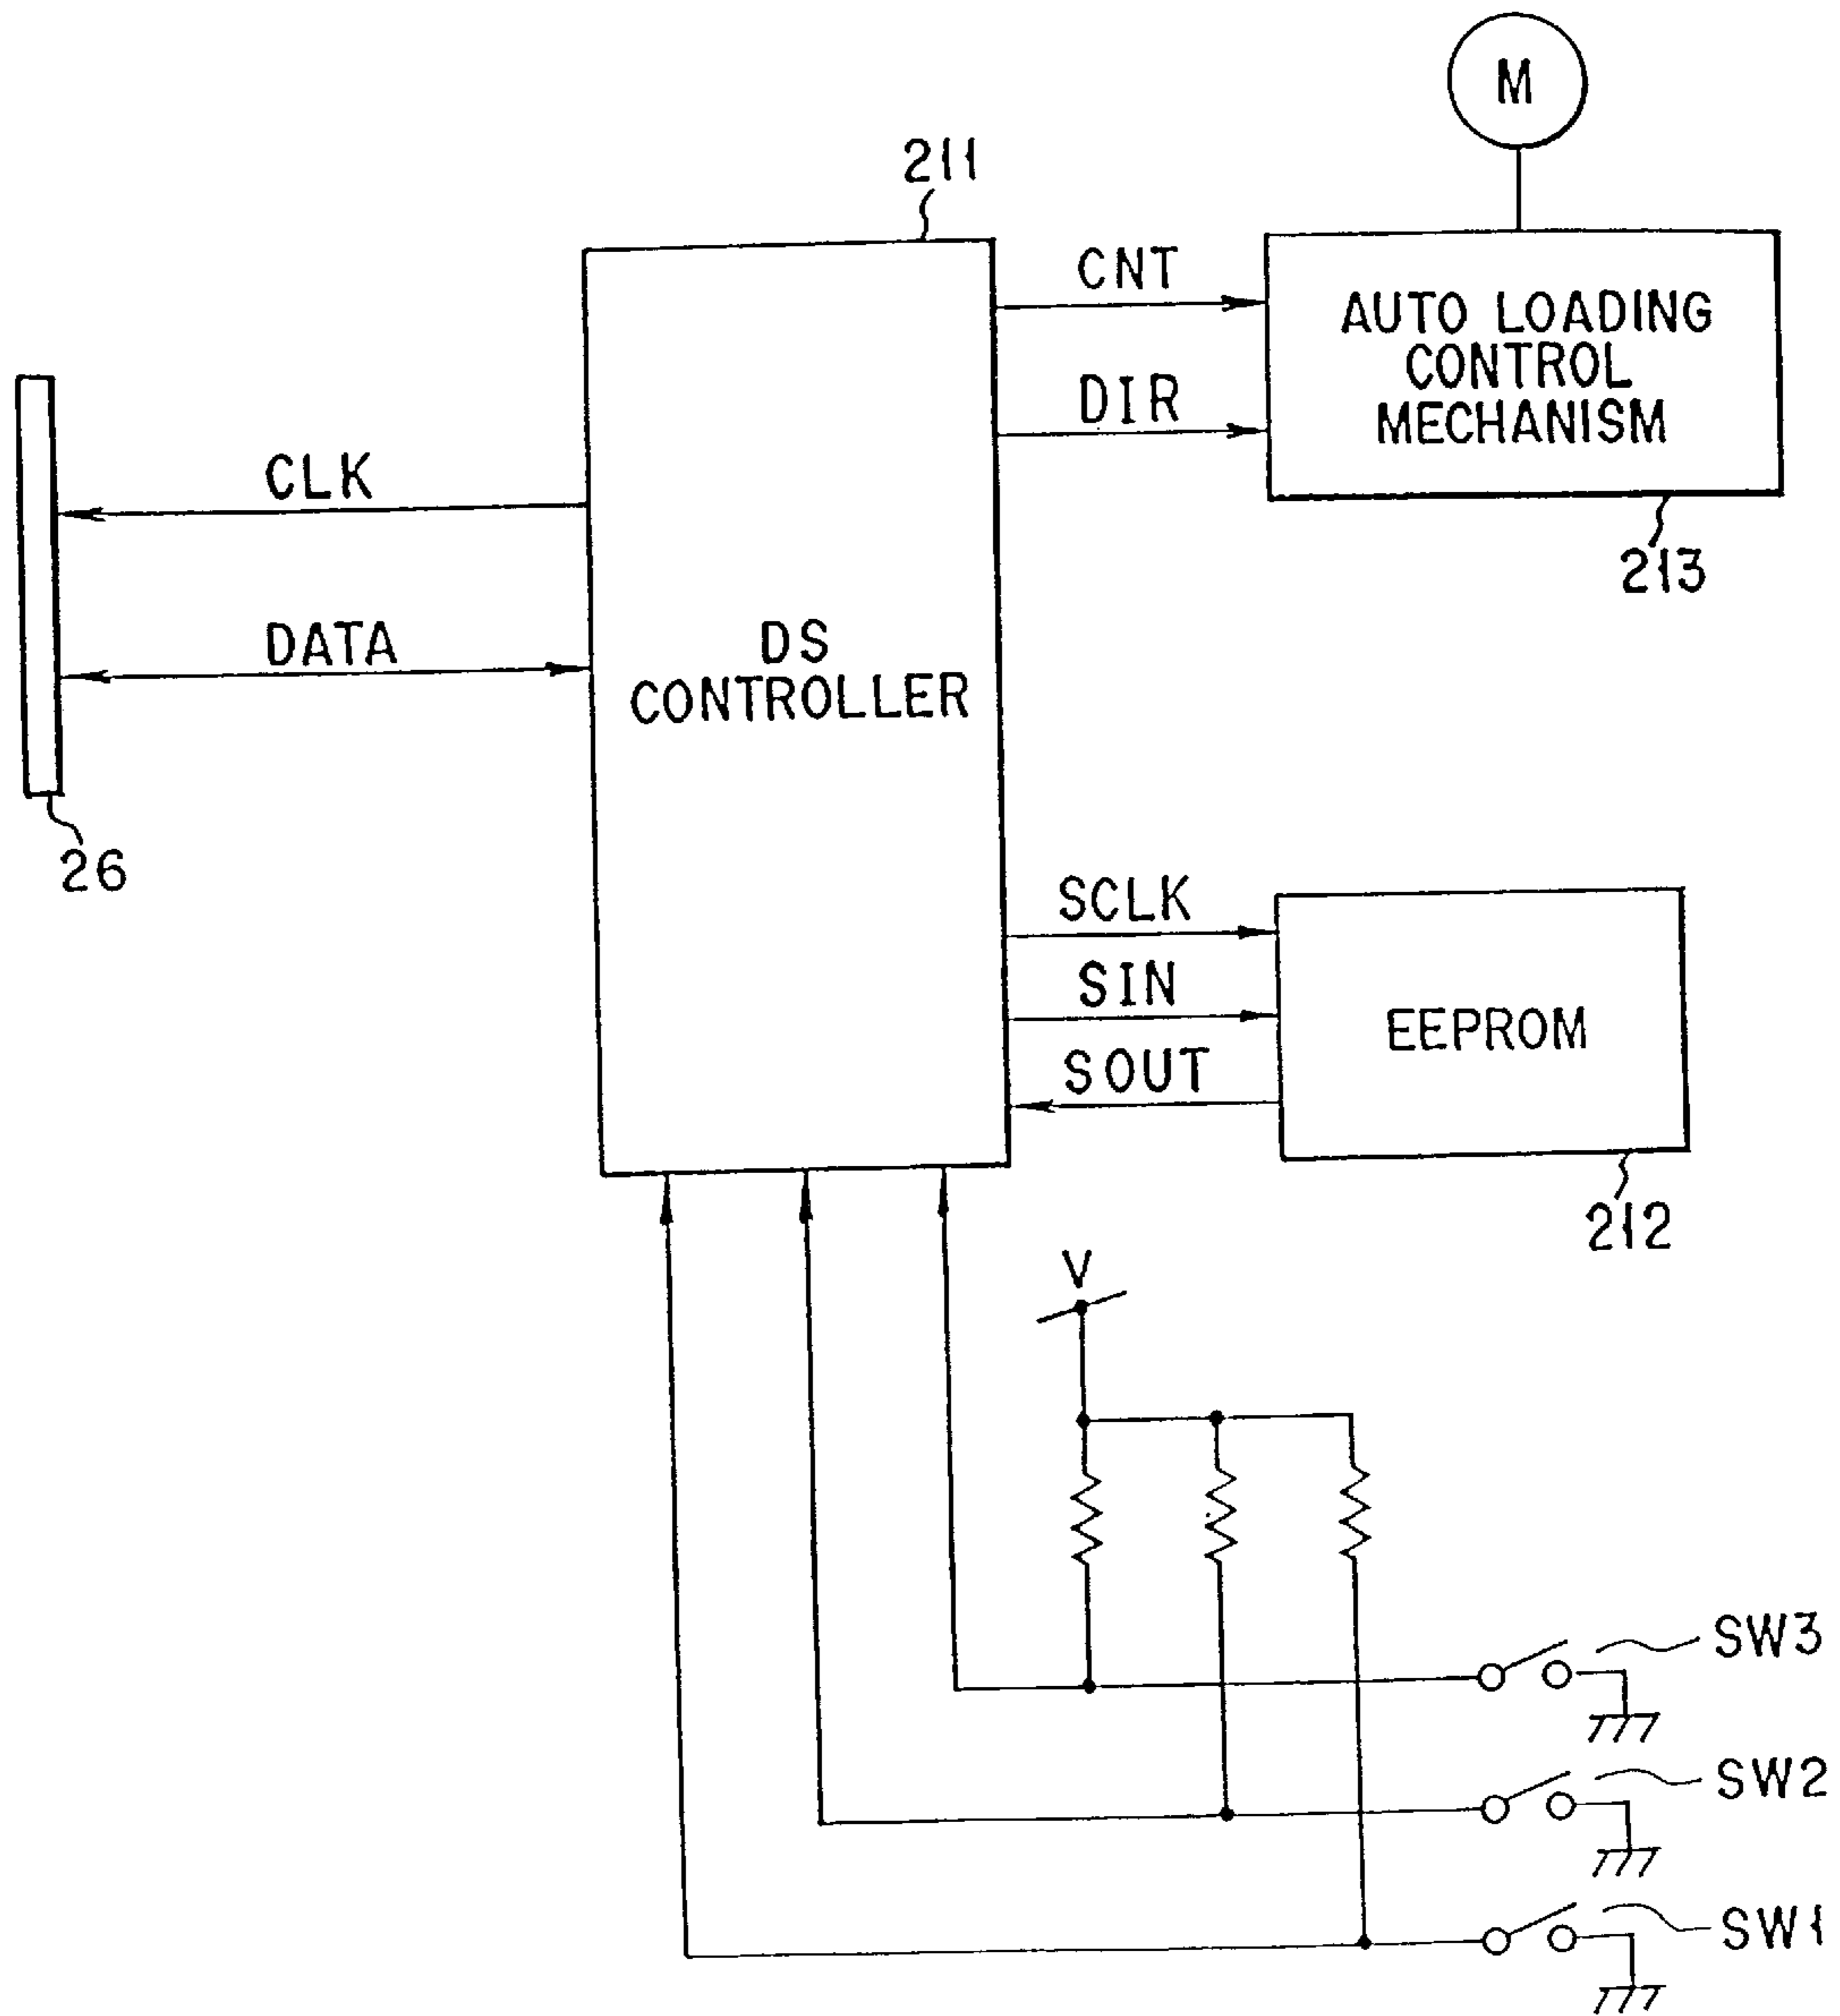 M
211
CNT
AUTO LOADING
CONTROL
MECHANISM
DIR
213
CLK
DATA
DS
CONTROLLER
26
SCLK
SIN
SOUT
EEPROM
212
V
SW3
SW2
SW1